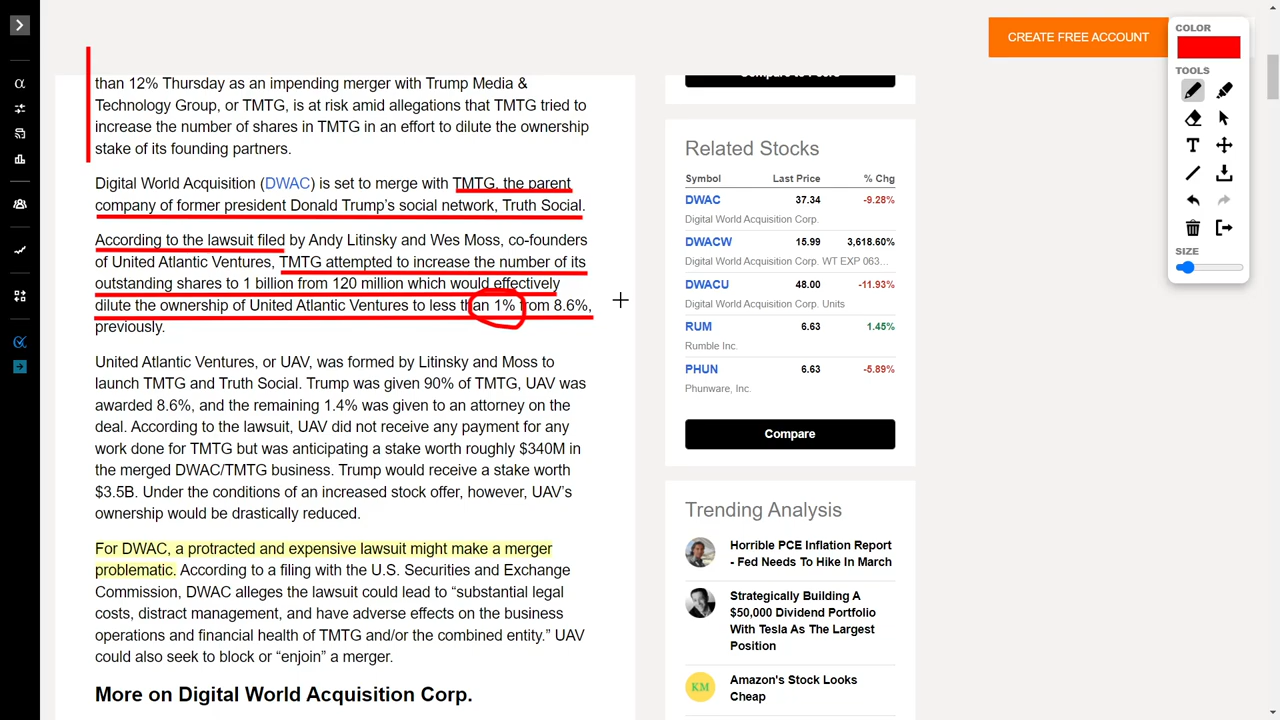 CREATE FREE ACCOUNT
than 12% Thursday as an impending merger with Trump Media &
Technology Group, or TMTG, is at risk amid allegations that TMTG tried to
increase the number of shares in TMTG in an effort to dilute the ownership
stake of its founding partners.
Digital World Acquisition (DWAC) is set to merge with TMTG, the parent
company of former president Donald Trump's social network, Truth Social.
According to the lawsuit filed by Andy Litinsky and Wes Moss, co-founders
of United Atlantic Ventures, TMTG attempted to increase the number of its
outstanding shares to 1 billion from 120 million which would effectively
dilute the ownership of United Atlantic Ventures to less than 1% from 8.6%,
previously.
United Atlantic Ventures, or UAV, was formed by Litinsky and Moss to
launch TMTG and Truth Social. Trump was given 90% of TMTG, UAV was
awarded 8.6%, and the remaining 1.4% was given to an attorney on the
deal. According to the lawsuit, UAV did not receive any payment for any
work done for TMTG but was anticipating a stake worth roughly $340M in
the merged DWAC/TMTG business. Trump would receive a stake worth
$3.5B. Under the conditions of an increased stock offer, however, UAV's
ownership would be drastically reduced.
For DWAC, a protracted and expensive lawsuit might make a merger
problematic. According to a filing with the U.S. Securities and Exchange
Commission, DWAC alleges the lawsuit could lead to “substantial legal
costs, distract management, and have adverse effects on the business
operations and financial health of TMTG and/or the combined entity.” UAV
could also seek to block or “enjoin” a merger.
More on Digital World Acquisition Corp.
Compare to Peers
Related Stocks
Symbol Last Price % Chg
DWAC 37.34 -9.28%
Digital World Acquisition Corp.
DWACW 15.99 3,618.60%
Digital World Acquisition Corp. WT EXP 063...
DWACU 48.00 -11.93%
Digital World Acquisition Corp. Units
RUM 6.63 1.45%
Rumble Inc.
PHUN 6.63 -5.89%
Phunware, Inc.
Compare
Trending Analysis
Horrible PCE Inflation Report
- Fed Needs To Hike In March
Strategically Building A
$50,000 Dividend Portfolio
With Tesla As The Largest
Position
KM
Amazon's Stock Looks
Cheap
COLOR
TOOLS
T
SIZE